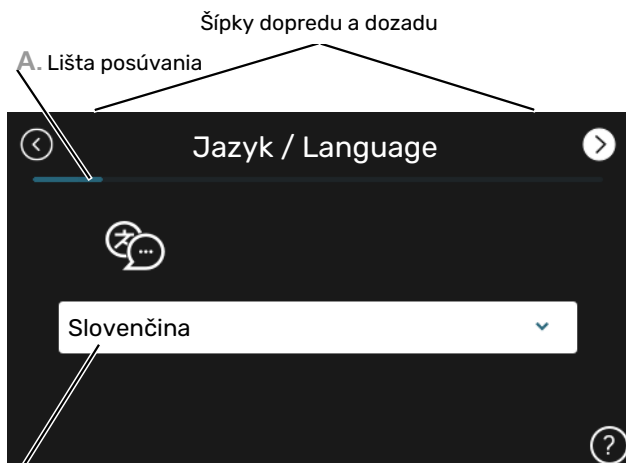 Šípky dopredu a dozadu
A. Lišta posúvania
Jazyk / Language
Slovenčina
?